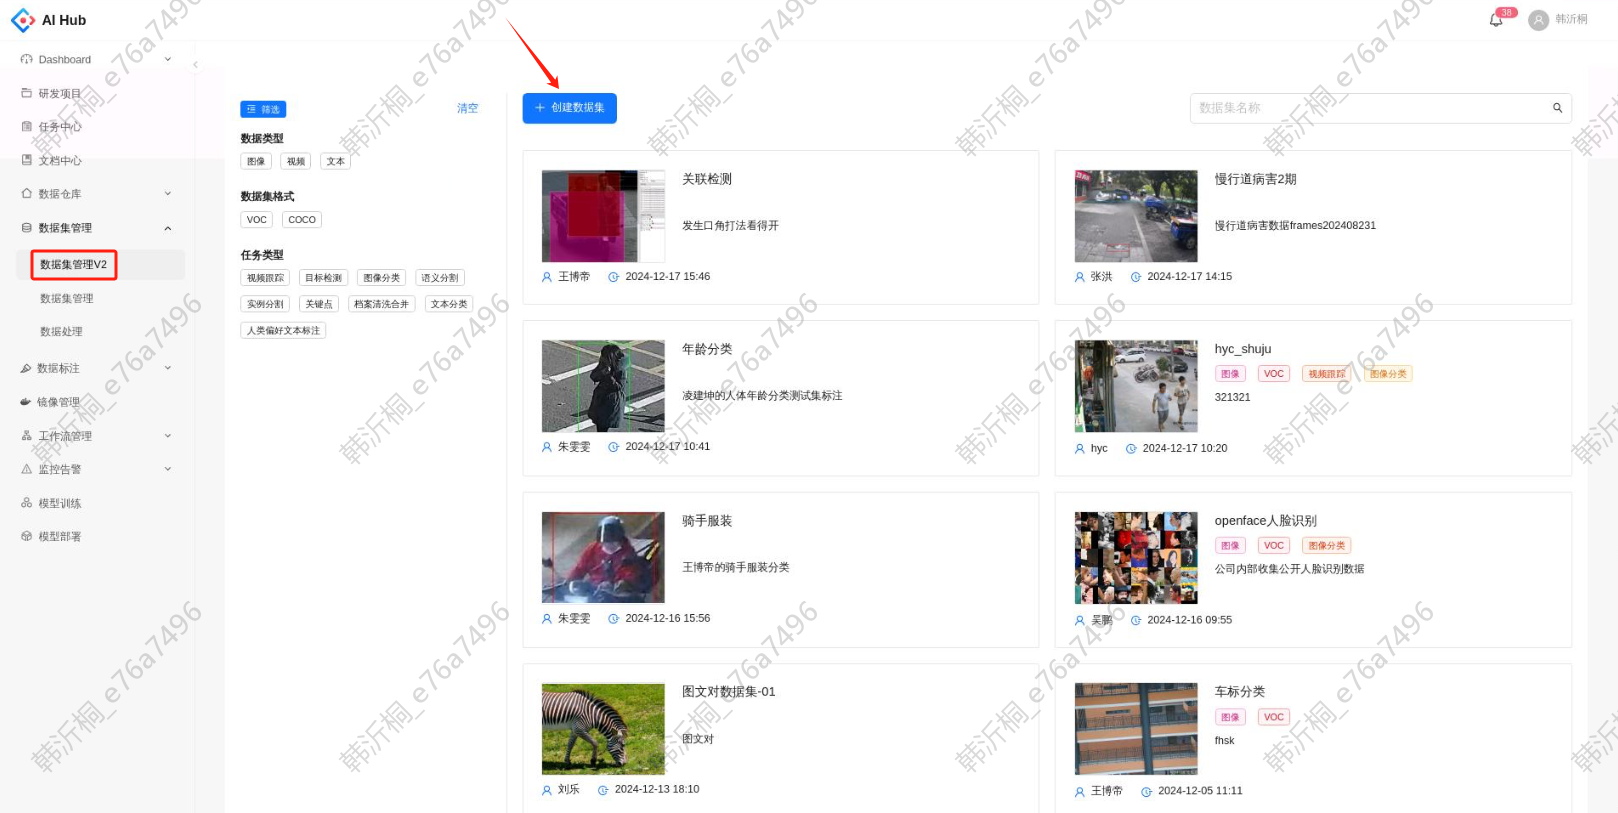 AI Hub
38
韩沂桐
Dashboard
研发项目
任务中心
文档中心
数据仓库
数据集管理
数据集管理V2
数据集管理
数据处理
数据标注
镜像管理
工作流管理
监控告警
模型训练
模型部署
筛选
清空
数据类型
图像 视频 文本
数据集格式
VOC COCO
任务类型
视频跟踪 目标检测 图像分类 语义分割
实例分割 关键点 档案清洗合并 文本分类
人类偏好文本标注
+ 创建数据集
数据集名称
关联检测
发生口角打法看得开
王博帝 2024-12-17 15:46
慢行道病害2期
慢行道病害数据frames202408231
张洪 2024-12-17 14:15
年龄分类
凌建坤的人体年龄分类测试集标注
朱雯雯 2024-12-17 10:41
hyc_shuju
图像 VOC 视频跟踪 图像分类
321321
hyc 2024-12-17 10:20
骑手服装
王博帝的骑手服装分类
朱雯雯 2024-12-16 15:56
openface人脸识别
图像 VOC 图像分类
公司内部收集公开人脸识别数据
吴鹏 2024-12-16 09:55
图文对数据集-01
图文对
刘乐 2024-12-13 18:10
车标分类
图像 VOC
fhsk
王博帝 2024-12-05 11:11
韩沂桐_e76a7496